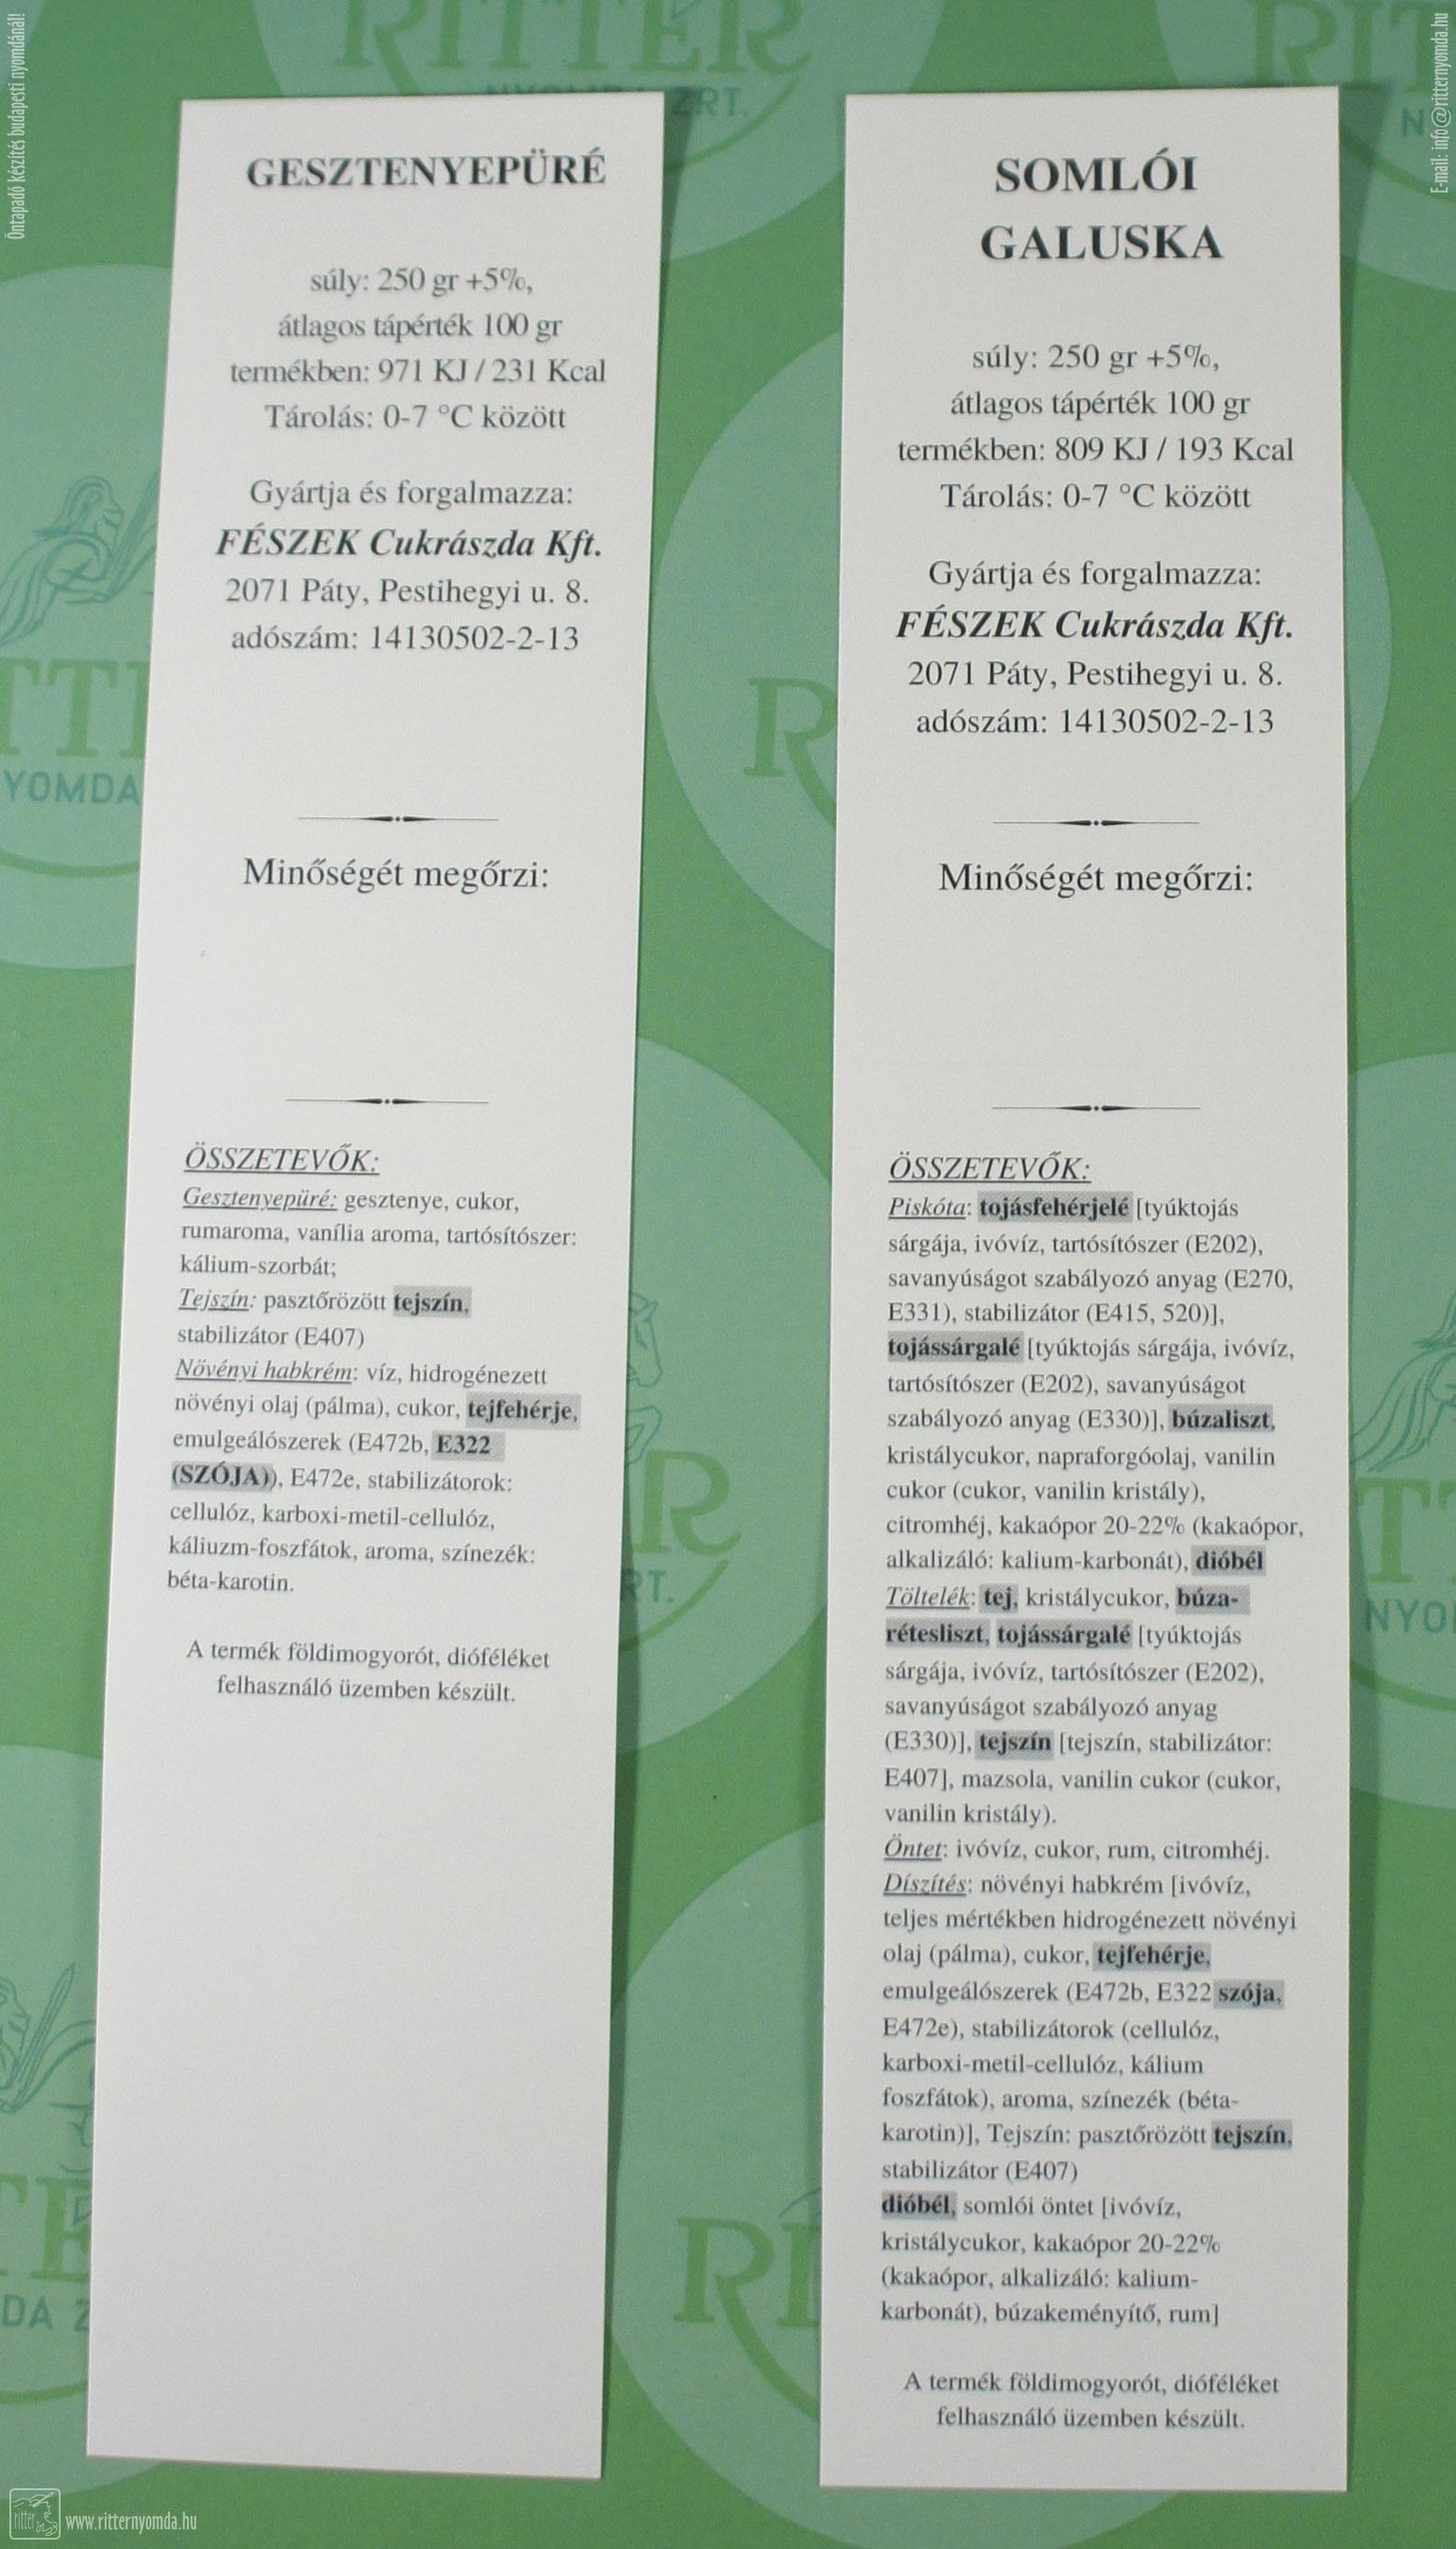 Öntapadó készítés budapesti nyomdánál!
E-mail: info@ritternyomda.hu
RITTER
NYOMDA ZRT.
GESZTENYEPÜRÉ
súly: 250 gr +5%,
átlagos tápérték 100 gr
termékben: 971 KJ / 231 Kcal
Tárolás: 0-7 °C között
Gyártja és forgalmazza:
FÉSZEK Cukrászda Kft.
2071 Páty, Pestihegyi u. 8.
adószám: 14130502-2-13
Minőségét megőrzi:
ÖSSZETEVŐK:
Gesztenyepüré: gesztenye, cukor,
rumaroma, vanília aroma, tartósítószer:
kálium-szorbát;
Tejszín: pasztőrözött tejszín,
stabilizátor (E407)
Növényi habkrém: víz, hidrogénezett
növényi olaj (pálma), cukor, tejfehérje,
emulgeálószerek (E472b, E322
(SZÓJA)), E472e, stabilizátorok:
cellulóz, karboxi-metil-cellulóz,
káliuzm-foszfátok, aroma, színezék:
béta-karotin.
A termék földimogyorót, dióféléket
felhasználó üzemben készült.
SOMLÓI
GALUSKA
súly: 250 gr +5%,
átlagos tápérték 100 gr
termékben: 809 KJ / 193 Kcal
Tárolás: 0-7 °C között
Gyártja és forgalmazza:
FÉSZEK Cukrászda Kft.
2071 Páty, Pestihegyi u. 8.
adószám: 14130502-2-13
Minőségét megőrzi:
ÖSSZETEVŐK:
Piskóta: tojásfehérjelé [tyúktojás
sárgája, ivóvíz, tartósítószer (E202),
savanyúságot szabályozó anyag (E270,
E331), stabilizátor (E415, 520)],
tojássárgalé [tyúktojás sárgája, ivóvíz,
tartósítószer (E202), savanyúságot
szabályozó anyag (E330)], búzaliszt,
kristálycukor, napraforgóolaj, vanilin
cukor (cukor, vanilin kristály),
citromhéj, kakaópor 20-22% (kakaópor,
alkalizáló: kalium-karbonát), dióbél
Töltelék: tej, kristálycukor, búza-
rétesliszt, tojássárgalé [tyúktojás
sárgája, ivóvíz, tartósítószer (E202),
savanyúságot szabályozó anyag
(E330)], tejszín [tejszín, stabilizátor:
E407], mazsola, vanilin cukor (cukor,
vanilin kristály).
Öntet: ivóvíz, cukor, rum, citromhéj.
Díszítés: növényi habkrém [ivóvíz,
teljes mértékben hidrogénezett növényi
olaj (pálma), cukor, tejfehérje,
emulgeálószerek (E472b, E322 szója,
E472e), stabilizátorok (cellulóz,
karboxi-metil-cellulóz, kálium
foszfátok), aroma, színezék (béta-
karotin)], Tejszín: pasztőrözött tejszín,
stabilizátor (E407)
dióbél, somlói öntet [ivóvíz,
kristálycukor, kakaópor 20-22%
(kakaópor, alkalizáló: kalium-
karbonát), búzakeményítő, rum]
A termék földimogyorót, dióféléket
felhasználó üzemben készült.
www.ritternyomda.hu